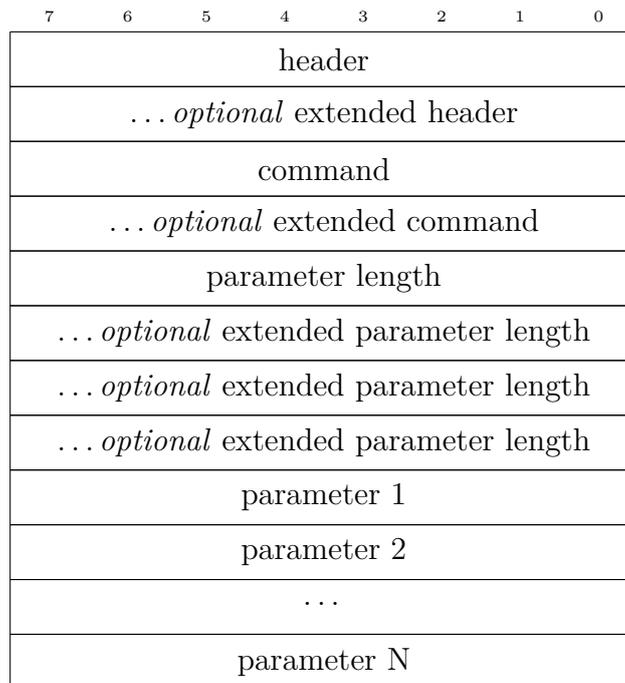 7 6 5 4 3 2 1 0
header
... optional extended header
command
... optional extended command
parameter length
... optional extended parameter length
... optional extended parameter length
... optional extended parameter length
parameter 1
parameter 2
...
parameter N